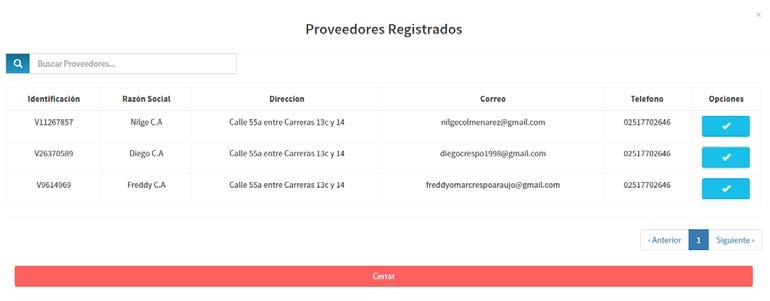 ×
Proveedores Registrados
Buscar Proveedores...
Identificación Razón Social Direccion Correo Telefono Opciones
V11267857 Nilge C.A Calle 55a entre Carreras 13c y 14 nilgecolmenarez@gmail.com 02517702646
V26370589 Diego C.A Calle 55a entre Carreras 13c y 14 diegocrespo1998@gmail.com 02517702646
V9614969 Freddy C.A Calle 55a entre Carreras 13c y 14 freddyomarcrespoaraujo@gmail.com 02517702646
‹ Anterior 1 Siguiente ›
Cerrar